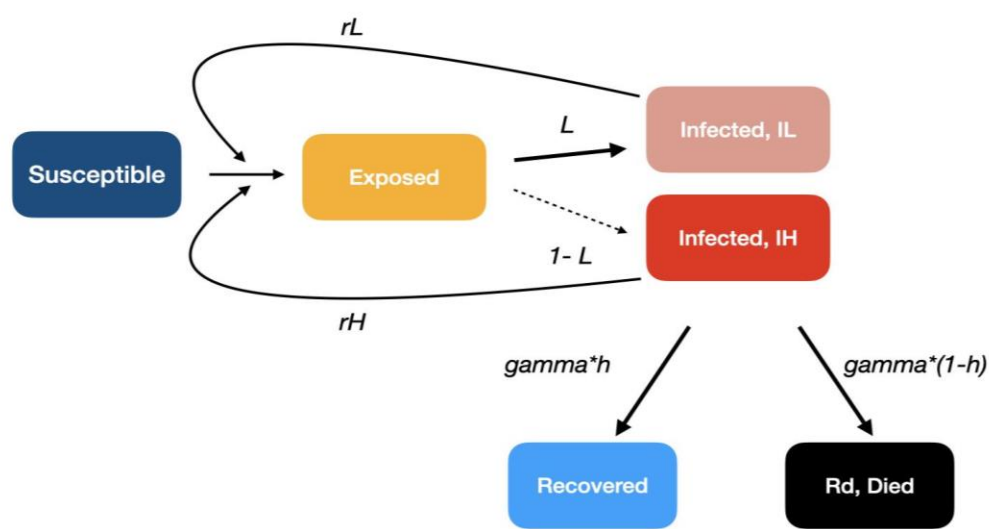 rL
L
Infected, IL
Susceptible
Exposed
Infected, IH
1- L
rH
gamma*h
gamma*(1-h)
Recovered
Rd, Died